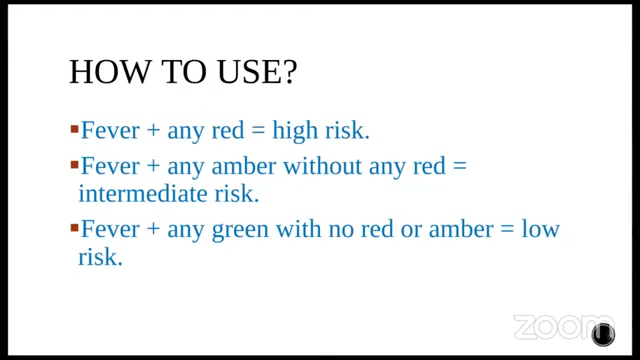 HOW TO USE?
▪Fever + any red = high risk.
▪Fever + any amber without any red =
intermediate risk.
▪Fever + any green with no red or amber = low
risk.
zoom